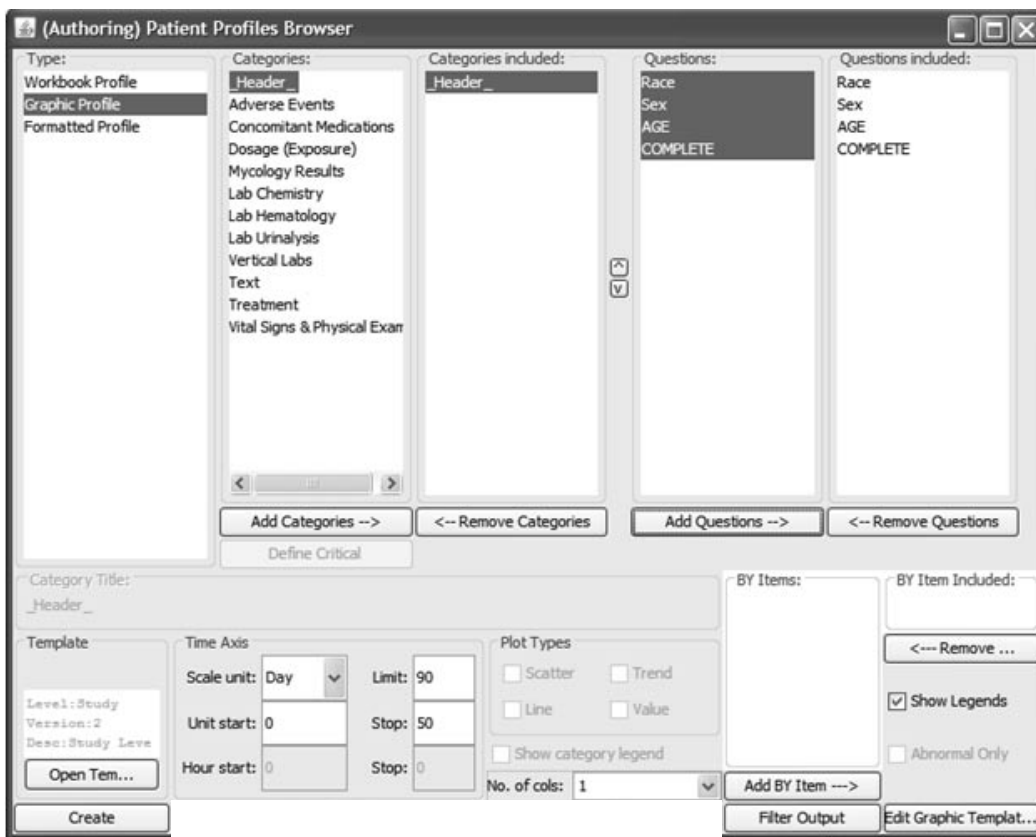 (Authoring) Patient Profiles Browser
Type:
Workbook Profile
Graphic Profile
Formatted Profile
Categories:
_Header_
Adverse Events
Concomitant Medications
Dosage (Exposure)
Mycology Results
Lab Chemistry
Lab Hematology
Lab Urinalysis
Vertical Labs
Text
Treatment
Vital Signs & Physical Exam
Add Categories -->
Define Critical
Categories included:
_Header_
<-- Remove Categories
^
v
Questions:
Race
Sex
AGE
COMPLETE
Add Questions -->
Questions included:
Race
Sex
AGE
COMPLETE
<-- Remove Questions
Category Title:
_Header_
Template
Level:Study
Version:2
Desc:Study Leve
Open Tem...
Create
Time Axis
Scale unit: Day Limit: 90
Unit start: 0 Stop: 50
Hour start: 0 Stop: 0
Plot Types
Scatter Trend
Line Value
Show category legend
No. of cols: 1
BY Items:
Add BY Item --->
Filter Output
BY Item Included:
<--- Remove ...
Show Legends
Abnormal Only
Edit Graphic Templat...